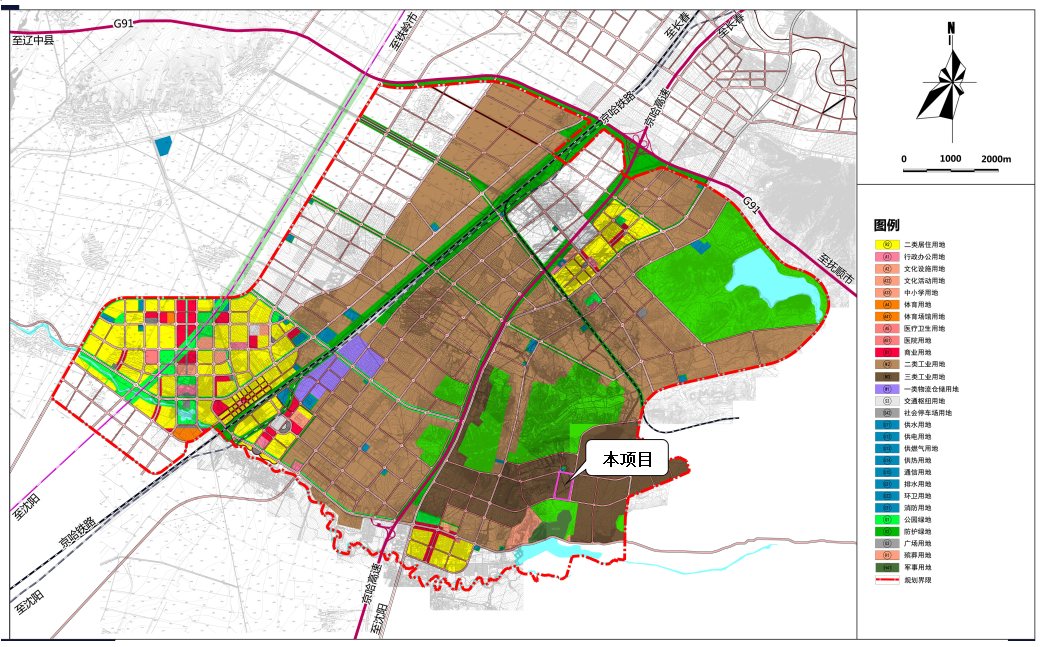 G91
至辽中县
至铁岭市
至长春
至长春
京哈铁路
京哈高速
G91
至抚顺市
N
0 1000 2000m
图例
二类居住用地
行政办公用地
文化设施用地
文化活动用地
中小学用地
体育用地
体育场馆用地
医疗卫生用地
医院用地
商业用地
二类工业用地
三类工业用地
一类物流仓储用地
交通枢纽用地
社会停车场用地
供水用地
供电用地
供燃气用地
供热用地
通信用地
排水用地
环卫用地
消防用地
公园绿地
防护绿地
广场用地
殡葬用地
军事用地
规划界限
本项目
至沈阳
京哈铁路
至沈阳
京哈高速
至沈阳